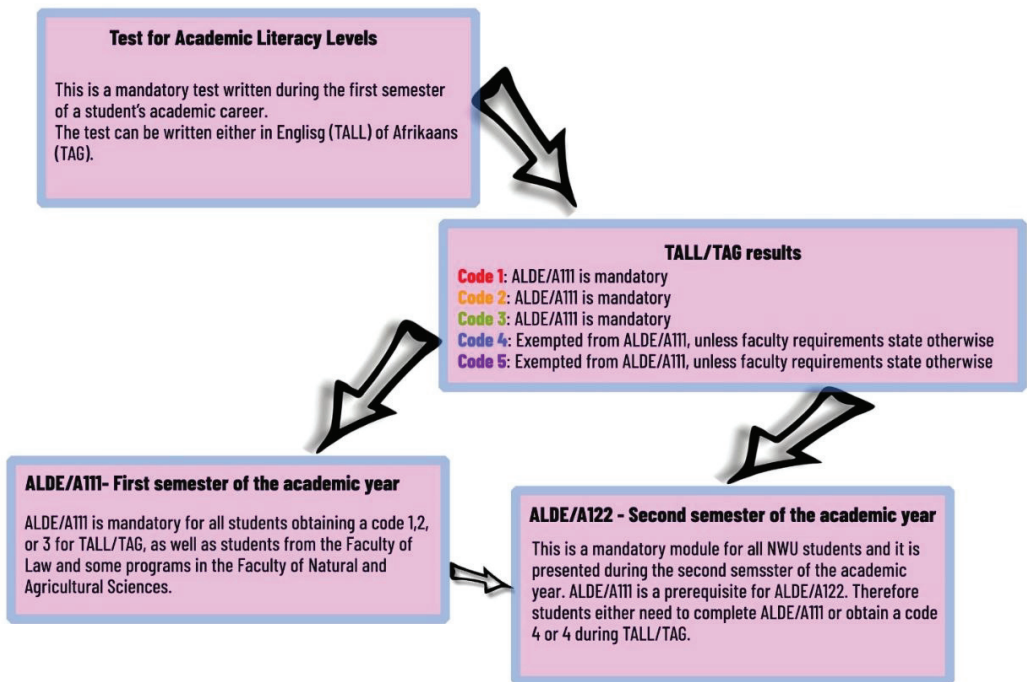 Test for Academic Literacy Levels
This is a mandatory test written during the first semester
of a student's academic career.
The test can be written either in Englisg (TALL) of Afrikaans
(TAG).
TALL/TAG results
Code 1: ALDE/A111 is mandatory
Code 2: ALDE/A111 is mandatory
Code 3: ALDE/A111 is mandatory
Code 4: Exempted from ALDE/A111, unless faculty requirements state otherwise
Code 5: Exempted from ALDE/A111, unless faculty requirements state otherwise
ALDE/A111- First semester of the academic year
ALDE/A111 is mandatory for all students obtaining a code 1,2,
or 3 for TALL/TAG, as well as students from the Faculty of
Law and some programs in the Faculty of Natural and
Agricultural Sciences.
ALDE/A122 - Second semester of the academic year
This is a mandatory module for all NWU students and it is
presented during the second semsster of the academic
year. ALDE/A111 is a prerequisite for ALDE/A122. Therefore
students either need to complete ALDE/A111 or obtain a code
4 or 4 during TALL/TAG.